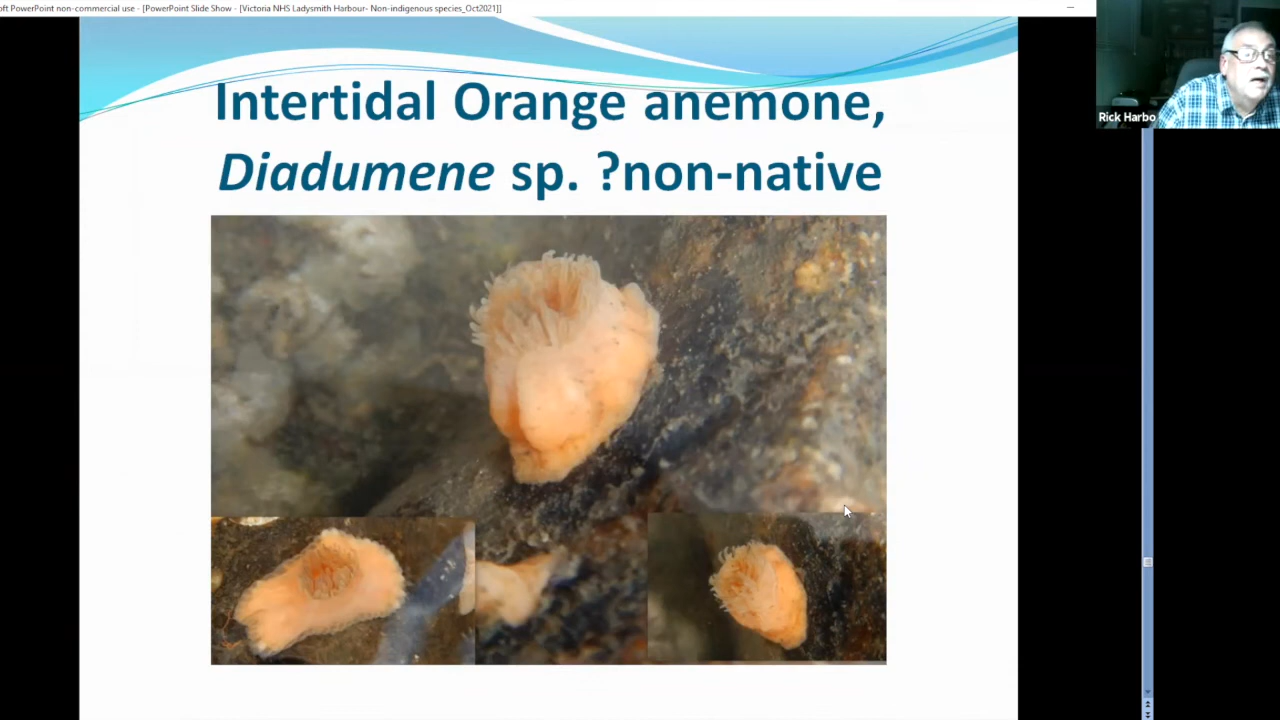 oft PowerPoint non-commercial use - [PowerPoint Slide Show - [Victoria NHS Ladysmith Harbour- Non-indigenous species_Oct2021]]
Rick Harbo
Intertidal Orange anemone,
Diadumene sp. ?non-native